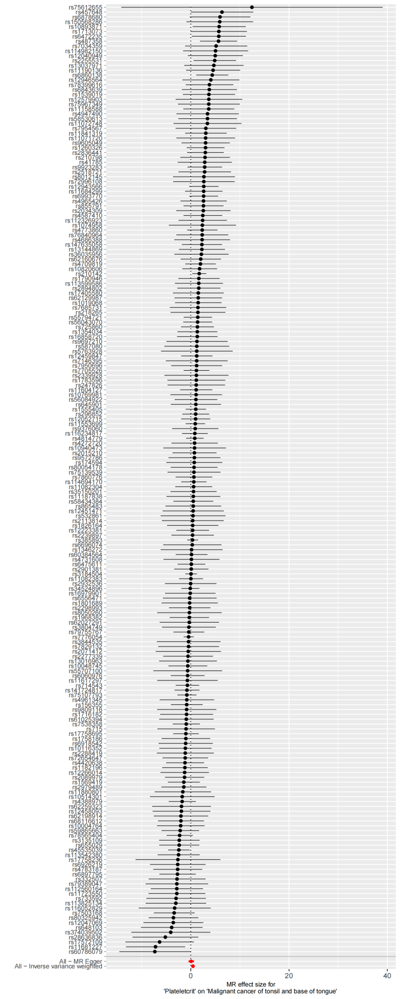 rs75612655
rs457648
rs6878680
rs150568286
rs10893871
rs1713073
rs6472235
rs487358
rs7034359
rs114982150
rs12040949
rs2255531
rs13037971
rs11190136
rs6860138
rs12946564
rs78399616
rs6843639
rs1539019
rs12579903
rs75967349
rs11158588
rs4947490
rs58530613
rs11072748
rs7954567
rs11841319
rs11071720
rs9605049
rs1260326
rs2836441
rs210798
rs41785
rs9923283
rs2518721
rs8012145
rs72996108
rs12943566
rs11684299
rs6993770
rs4965426
rs855791
rs2034309
rs4587410
rs112326923
rs1074958
rs4773860
rs76840964
rs4686388
rs147635058
rs13144869
rs36035956
rs62160676
rs4709819
rs10820606
rs210142
rs1790946
rs113599586
rs2894802
rs17405580
rs62129987
rs1019068
rs7685731
rs218265
rs55794721
rs56043070
rs725860
rs1354034
rs16858720
rs9697210
rs587080
rs5763928
rs12459847
rs7146395
rs7950696
rs7705526
rs2339928
rs1783596
rs247826
rs11604127
rs10769981
rs56084922
rs645901
rs1555405
rs296852
rs12052715
rs11553699
rs9376060
rs116234817
rs4814779
rs4272720
rs10940473
rs2015210
rs9572786
rs174594
rs80054178
rs75139539
rs7860776
rs114694170
rs11082304
rs35150201
rs11187838
rs58434384
rs865483
rs12451471
rs532861
rs2113814
rs1826164
rs12223381
rs2239897
rs385893
rs6696074
rs1346272
rs60384564
rs4731608
rs6475611
rs2901381
rs3184504
rs11082383
rs2932536
rs34524896
rs16979901
rs6556471
rs1801689
rs2298993
rs8050260
rs1968382
rs62027291
rs3804749
rs79755767
rs7776054
rs3844535
rs7829132
rs2071412
rs2277339
rs13016963
rs10048745
rs55707100
rs6060976
rs11617297
rs714543
rs141724817
rs75107793
rs4961345
rs156355
rs9809116
rs1716182
rs61025394
rs7538358
rs715
rs17758695
rs1758186
rs6918542
rs10116352
rs2288419
rs72654647
rs4420638
rs1182196
rs12266014
rs2089979
rs1569419
rs2979489
rs11880801
rs10514301
rs4388979
rs62259323
rs12458093
rs62198914
rs68116612
rs10004764
rs59865663
rs78565404
rs3135109
rs655029
rs45535039
rs113542380
rs17758236
rs6926219
rs4783187
rs6897795
rs332507
rs79389047
rs112560164
rs11723550
rs733592
rs113825134
rs116052829
rs7503168
rs80325942
rs12047069
rs648103
rs374039502
rs28636836
rs17572109
rs11681227
rs60786079
All − MR Egger
All − Inverse variance weighted
0 20 40
MR effect size for
'Plateletcrit' on 'Malignant cancer of tonsil and base of tongue'